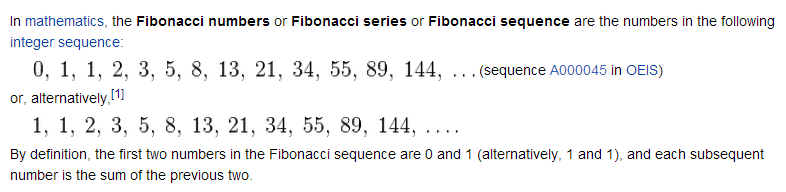 In mathematics, the Fibonacci numbers or Fibonacci series or Fibonacci sequence are the numbers in the following
integer sequence:
0, 1, 1, 2, 3, 5, 8, 13, 21, 34, 55, 89, 144, ... (sequence A000045 in OEIS)
or, alternatively,[1]
1, 1, 2, 3, 5, 8, 13, 21, 34, 55, 89, 144, ....
By definition, the first two numbers in the Fibonacci sequence are 0 and 1 (alternatively, 1 and 1), and each subsequent
number is the sum of the previous two.